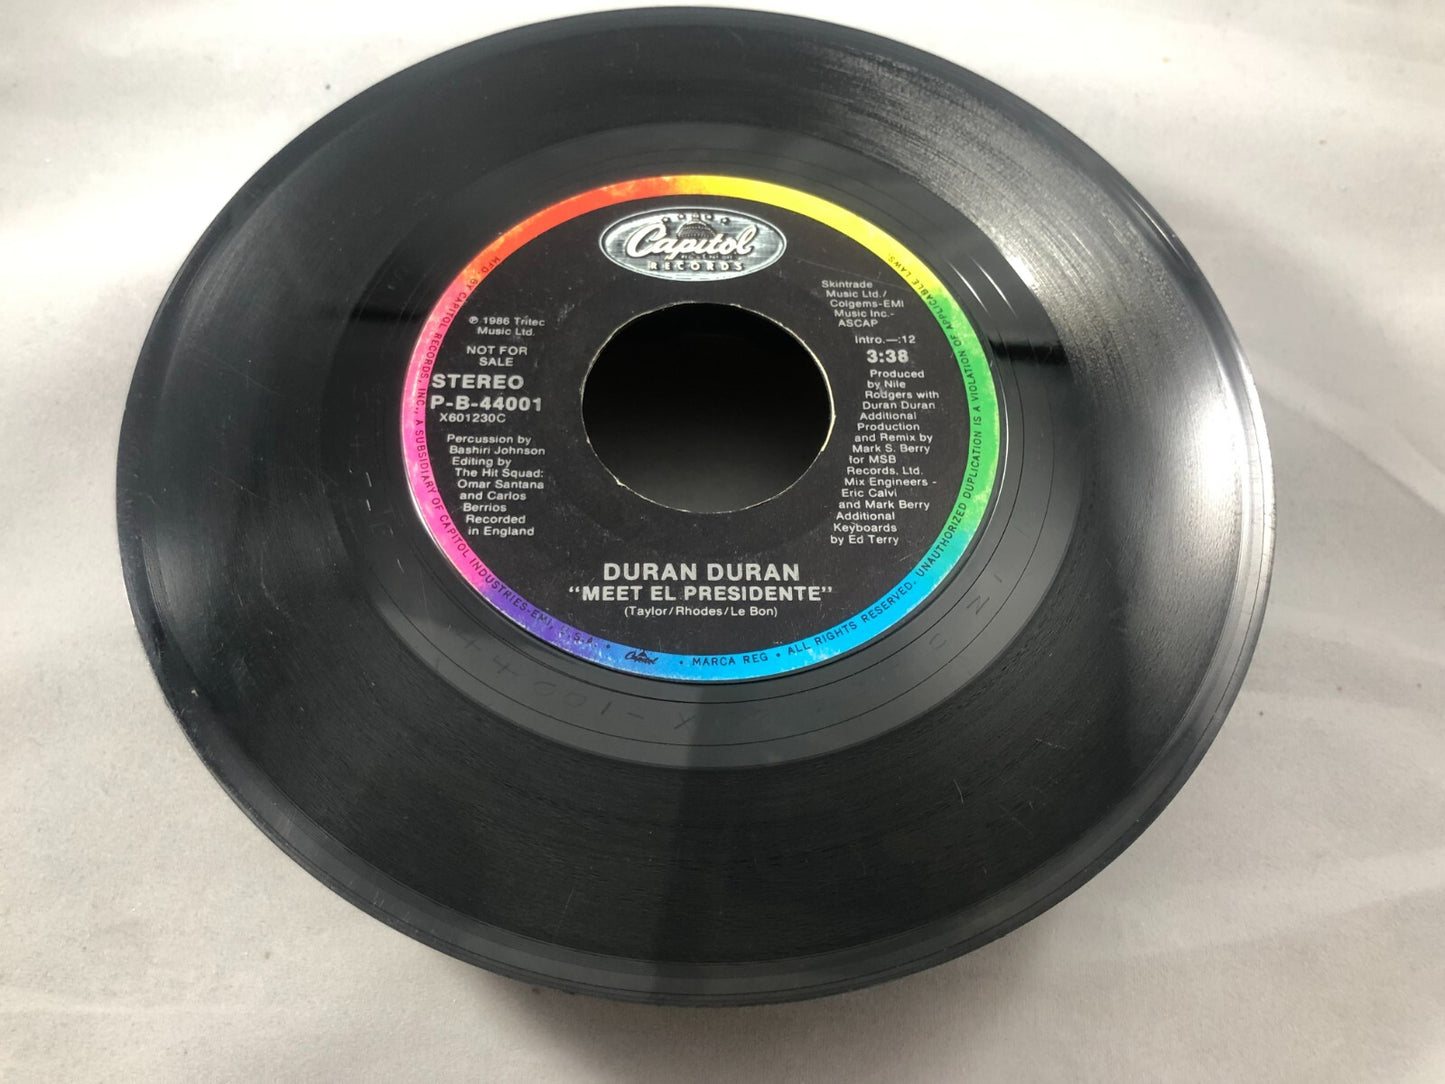 Capitol
RECORDS
℗ 1986 Tritec
Music Ltd.
NOT FOR
SALE
STEREO
P-B-44001
X601230C
Percussion by
Bashiri Johnson
Editing by
The Hit Squad:
Omar Santana
and Carlos
Berrios
Recorded
in England
Skintrade
Music Ltd./
Colgems-EMI
Music Inc.-
ASCAP
Intro.—:12
3:38
Produced
by Nile
Rodgers with
Duran Duran
Additional
Production
and Remix by
Mark S. Berry
for MSB
Records, Ltd.
Mix Engineers -
Eric Calvi
and Mark Berry
Additional
Keyboards
by Ed Terry
DURAN DURAN
“MEET EL PRESIDENTE”
(Taylor/Rhodes/Le Bon)
MFD. BY CAPITOL RECORDS, INC., A SUBSIDIARY OF CAPITOL INDUSTRIES-EMI, U.S.A. • Capitol • MARCA REG • ALL RIGHTS RESERVED. UNAUTHORIZED DUPLICATION IS A VIOLATION OF APPLICABLE LAWS.
44001-X